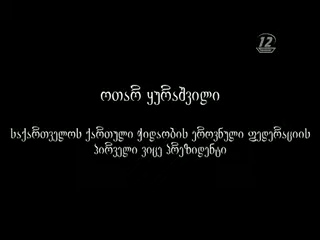 12
ოთარ ყურაშვილი
საქართველოს ქართული ჭიდაობის ეროვნული ფედერაციის
პირველი ვიცე პრეზიდენტი